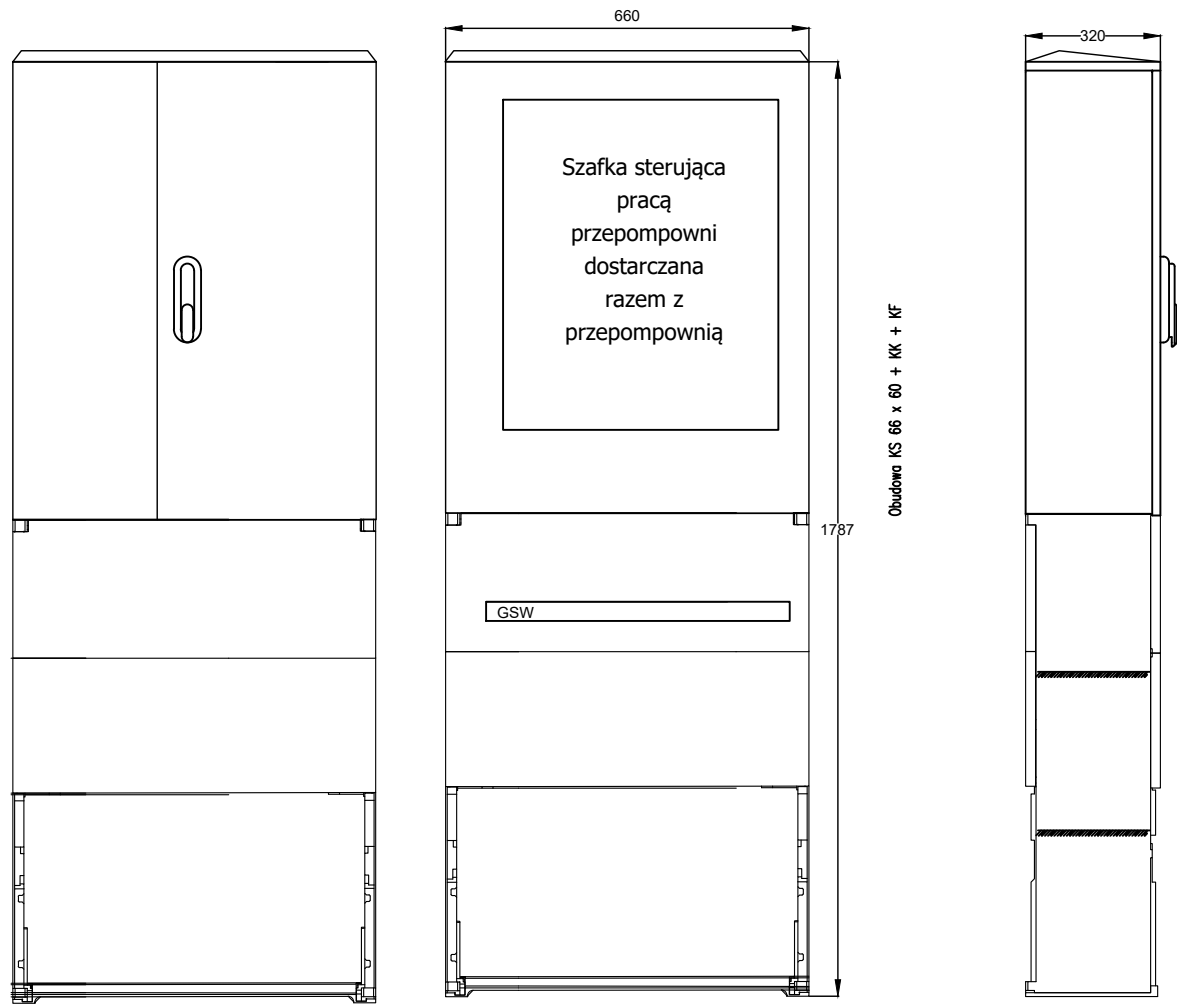 660
320
Szafka sterująca
pracą
przepompowni
dostarczana
razem z
przepompownią
Obudowa KS 66 x 60 + KK + KF
1787
GSW